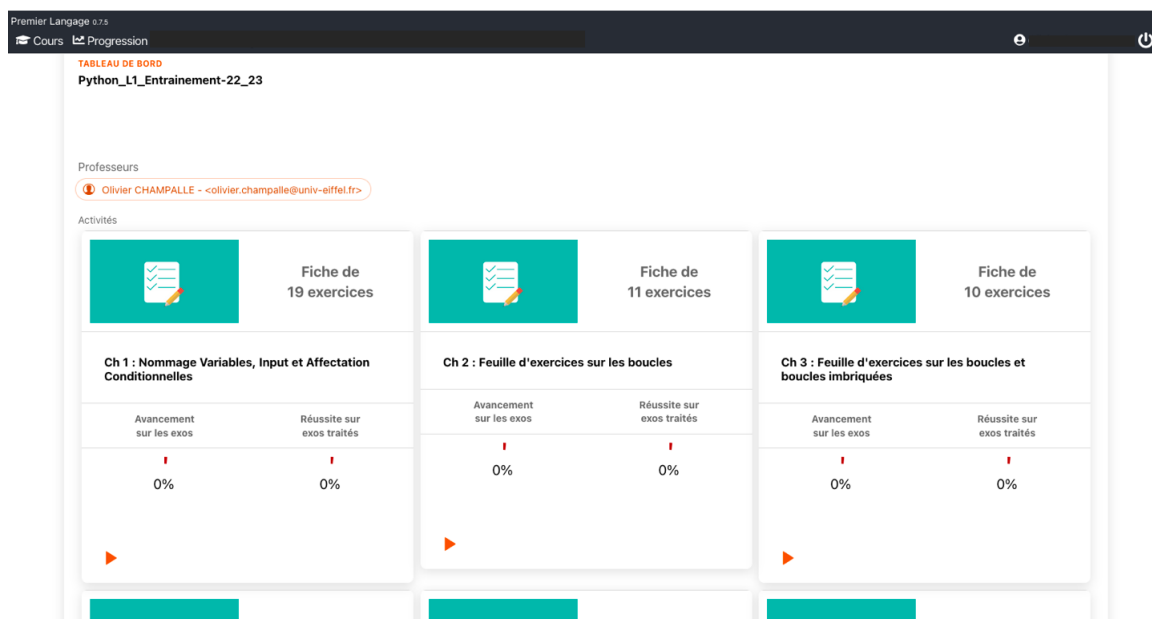 Premier Langage 0.7.5
Cours Progression
TABLEAU DE BORD
Python_L1_Entrainement-22_23
Professeurs
Olivier CHAMPALLE - <olivier.champalle@univ-eiffel.fr>
Activités
Fiche de
19 exercices
Ch 1 : Nommage Variables, Input et Affectation
Conditionnelles
Avancement
sur les exos
Réussite sur
exos traités
0%
0%
Fiche de
11 exercices
Ch 2 : Feuille d'exercices sur les boucles
Avancement
sur les exos
Réussite sur
exos traités
0%
0%
Fiche de
10 exercices
Ch 3 : Feuille d'exercices sur les boucles et
boucles imbriquées
Avancement
sur les exos
Réussite sur
exos traités
0%
0%